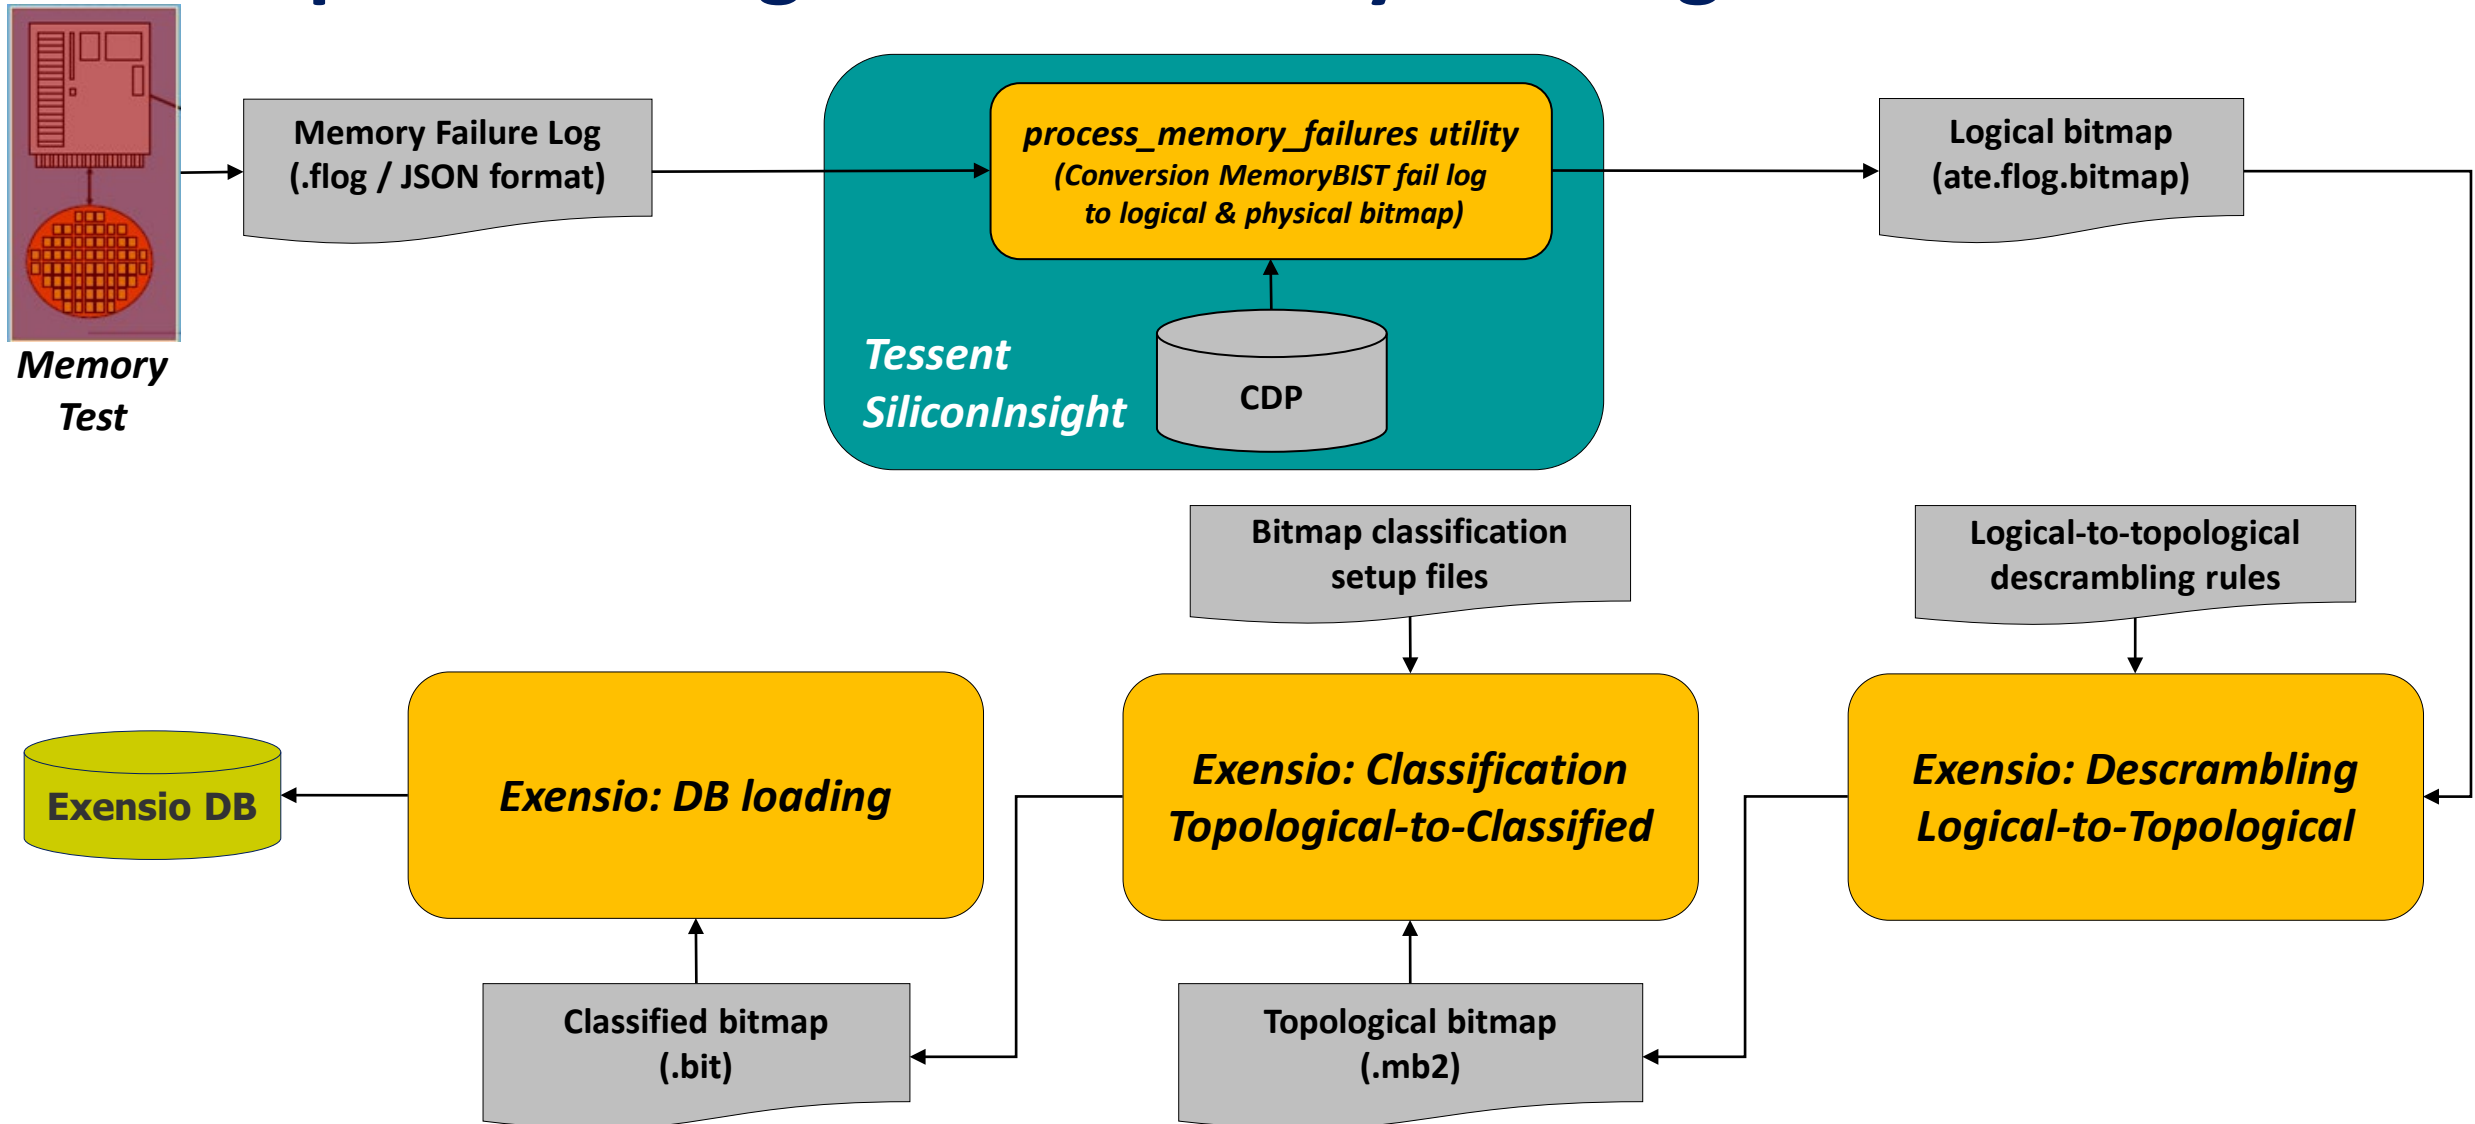 Memory Failure Log
(.flog / JSON format)
process_memory_failures utility
(Conversion MemoryBIST fail log
to logical & physical bitmap)
Logical bitmap
(ate.flog.bitmap)
Memory
Test
Tessent
SiliconInsight
CDP
Bitmap classification
setup files
Logical-to-topological
descrambling rules
Exensio DB
Exensio: DB loading
Exensio: Classification
Topological-to-Classified
Exensio: Descrambling
Logical-to-Topological
Classified bitmap
(.bit)
Topological bitmap
(.mb2)